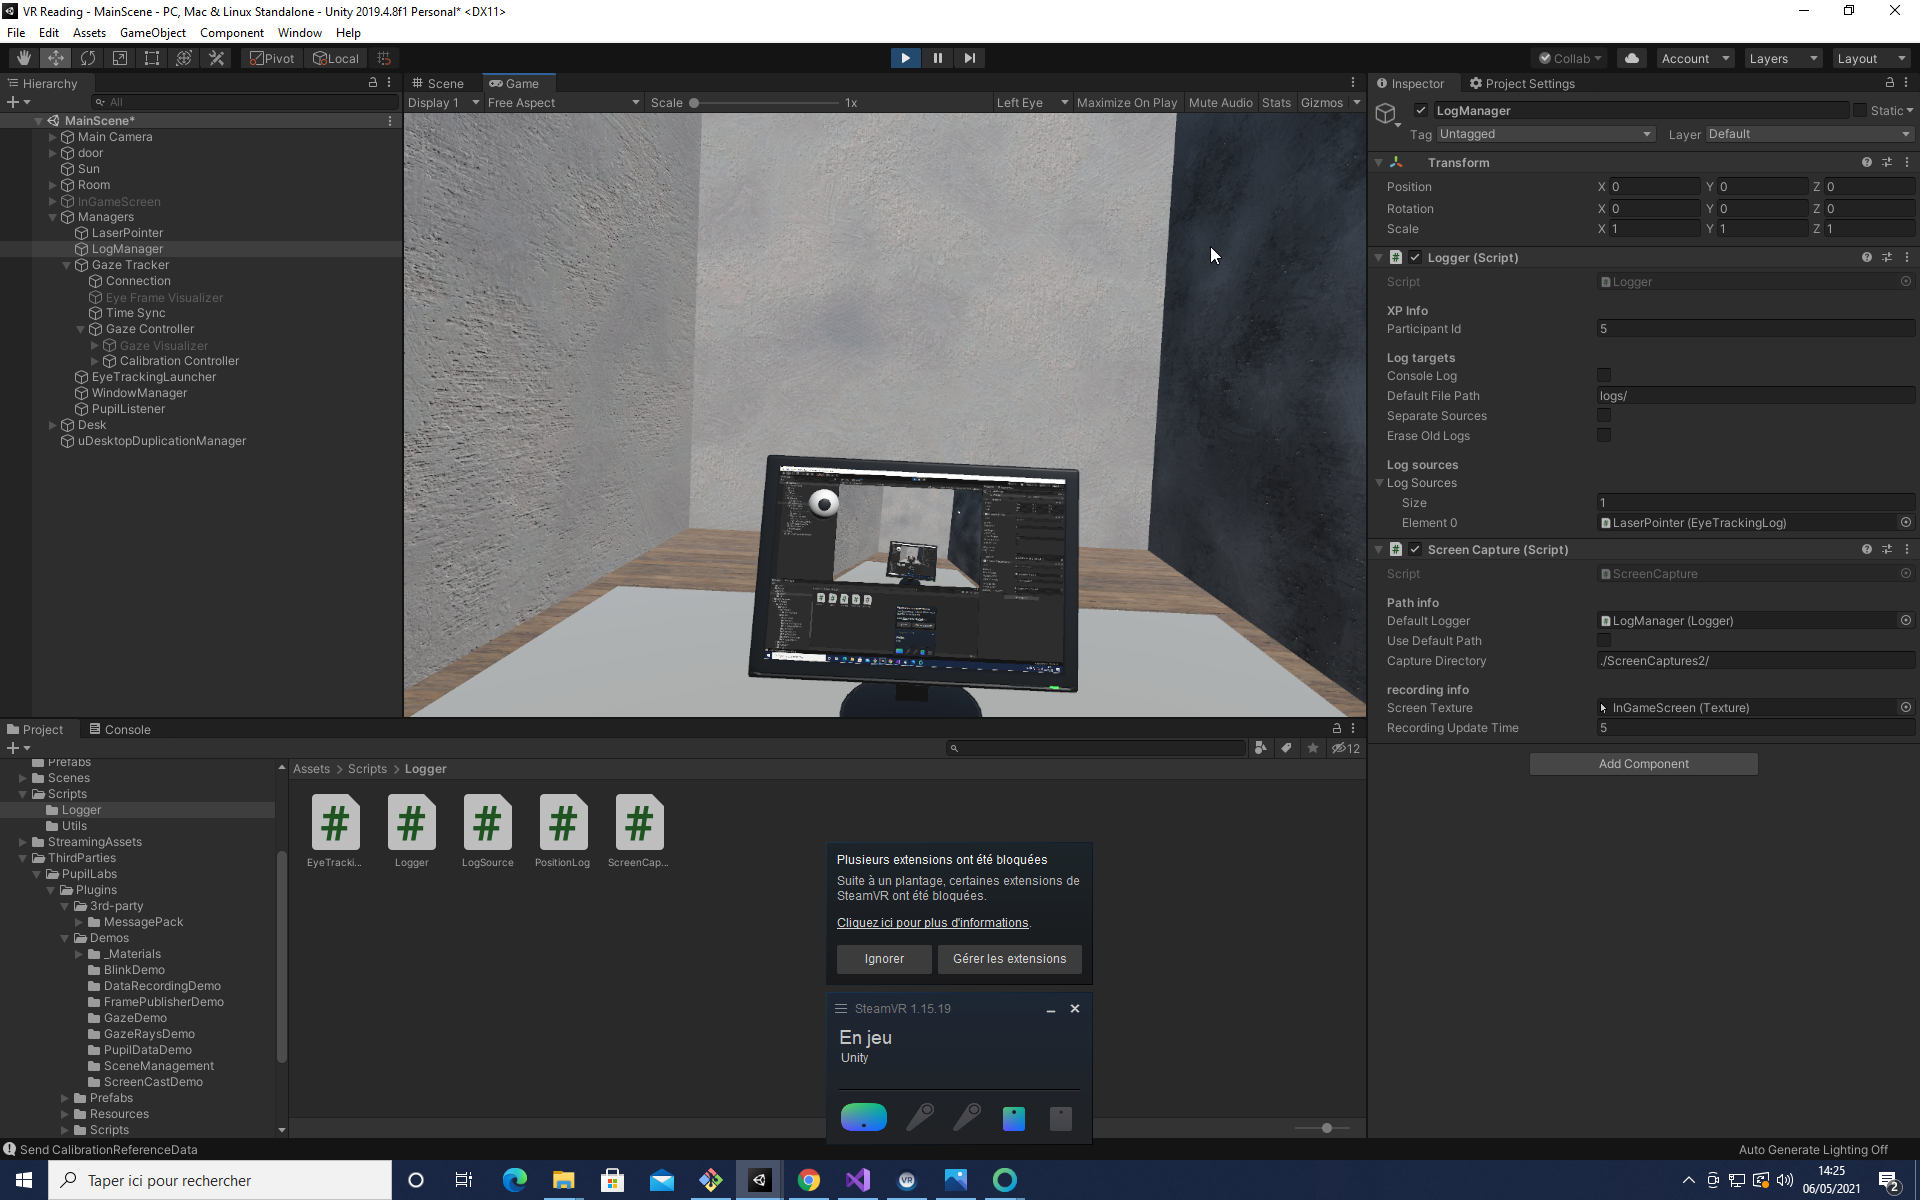 VR Reading - MainScene - PC, Mac & Linux Standalone - Unity 2019.4.8f1 Personal* <DX11>
File Edit Assets GameObject Component Window Help
Pivot Local Collab Account Layers Layout
Hierarchy
All
MainScene*
Main Camera
door
Sun
Room
InGameScreen
Managers
LaserPointer
LogManager
Gaze Tracker
Connection
Eye Frame Visualizer
Time Sync
Gaze Controller
Gaze Visualizer
Calibration Controller
EyeTrackingLauncher
WindowManager
PupilListener
Desk
uDesktopDuplicationManager
Scene Game
Display 1 Free Aspect Scale 1x Left Eye Maximize On Play Mute Audio Stats Gizmos
Inspector Project Settings
LogManager Static
Tag Untagged Layer Default
Transform
Position X 0 Y 0 Z 0
Rotation X 0 Y 0 Z 0
Scale X 1 Y 1 Z 1
# Logger (Script)
Script Logger
XP Info
Participant Id 5
Log targets
Console Log
Default File Path logs/
Separate Sources
Erase Old Logs
Log sources
Log Sources
Size 1
Element 0 LaserPointer (EyeTrackingLog)
# Screen Capture (Script)
Script ScreenCapture
Path info
Default Logger LogManager (Logger)
Use Default Path
Capture Directory ./ScreenCaptures2/
recording info
Screen Texture InGameScreen (Texture)
Recording Update Time 5
Add Component
Project Console
12
Prefabs
Scenes
Scripts
Logger
Utils
StreamingAssets
ThirdParties
PupilLabs
Plugins
3rd-party
MessagePack
Demos
_Materials
BlinkDemo
DataRecordingDemo
FramePublisherDemo
GazeDemo
GazeRaysDemo
PupilDataDemo
SceneManagement
ScreenCastDemo
Prefabs
Resources
Scripts
Assets > Scripts > Logger
# # # # #
EyeTracki... Logger LogSource PositionLog ScreenCap...
Plusieurs extensions ont été bloquées
Suite à un plantage, certaines extensions de
SteamVR ont été bloquées.
Cliquez ici pour plus d'informations.
Ignorer Gérer les extensions
SteamVR 1.15.19
En jeu
Unity
Send CalibrationReferenceData
Auto Generate Lighting Off
Taper ici pour rechercher
VR
14:25
06/05/2021
2